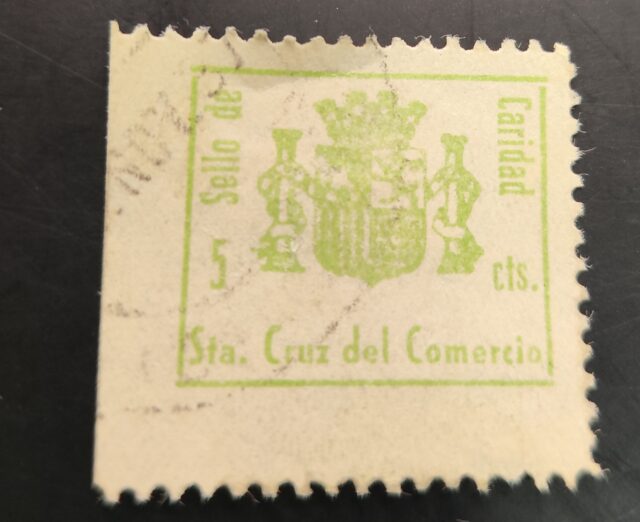 Sello de
Caridad
5
cts.
Sta. Cruz del Comercio